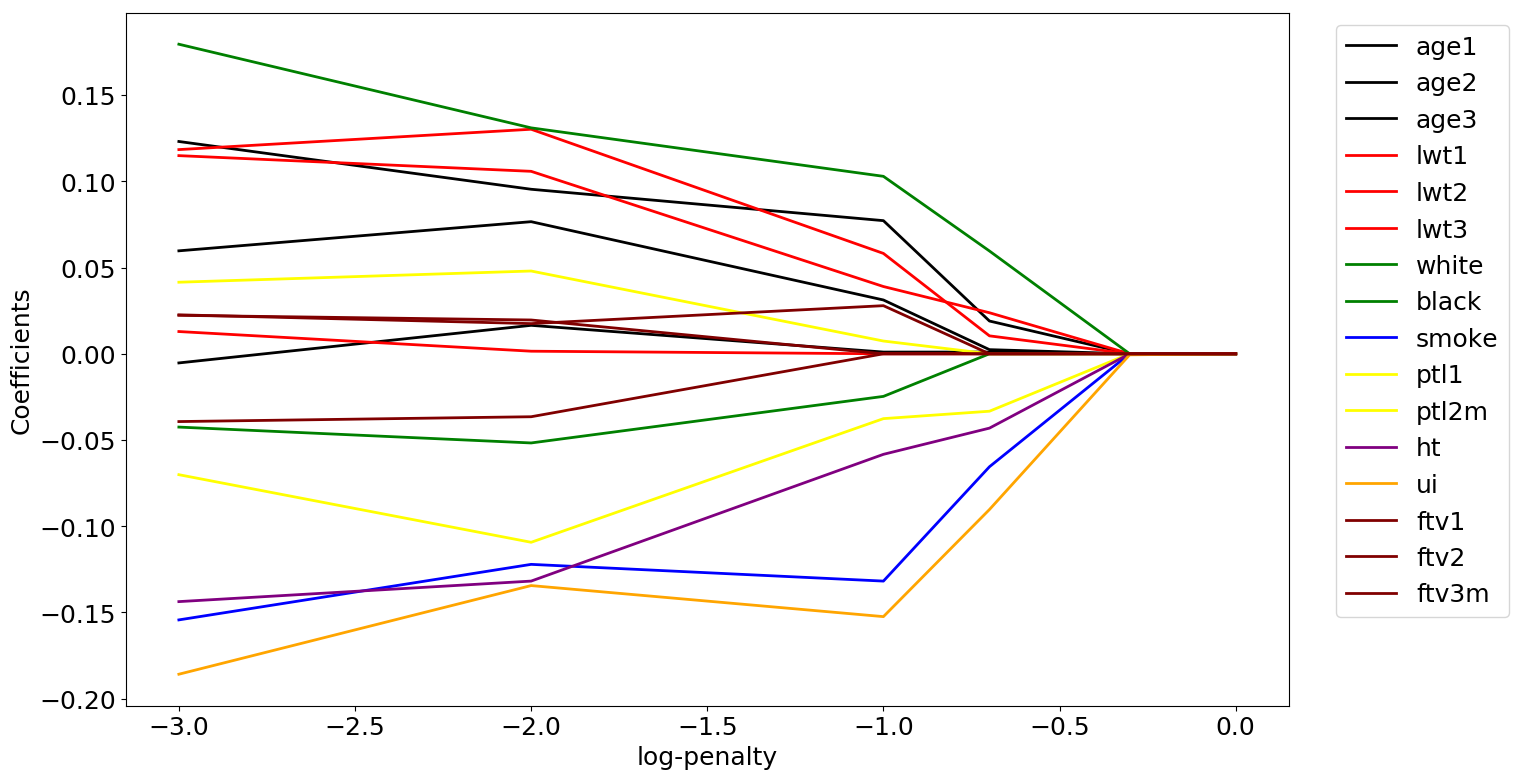 0.15
0.10
0.05
0.00
−0.05
−0.10
−0.15
−0.20
Coefficients
−3.0 −2.5 −2.0 −1.5 −1.0 −0.5 0.0
log-penalty
age1
age2
age3
lwt1
lwt2
lwt3
white
black
smoke
ptl1
ptl2m
ht
ui
ftv1
ftv2
ftv3m